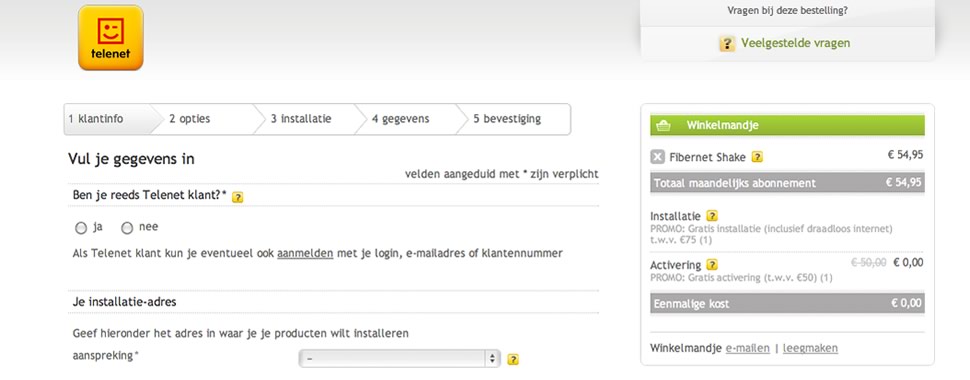 telenet
Vragen bij deze bestelling?
? Veelgestelde vragen
1 klantinfo
2 opties
3 installatie
4 gegevens
5 bevestiging
Vul je gegevens in
velden aangeduid met * zijn verplicht
Ben je reeds Telenet klant?* ?
ja nee
Als Telenet klant kun je eventueel ook aanmelden met je login, e-mailadres of klantennummer
Je installatie-adres
Geef hieronder het adres in waar je je producten wilt installeren
aanspreking* – ?
Winkelmandje
x Fibernet Shake ? € 54,95
Totaal maandelijks abonnement € 54,95
Installatie ?
PROMO: Gratis installatie (inclusief draadloos internet)
t.w.v. €75 (1)
Activering ? € 50,00 € 0,00
PROMO: Gratis activering (t.w.v. €50) (1)
Eenmalige kost € 0,00
Winkelmandje e-mailen | leegmaken